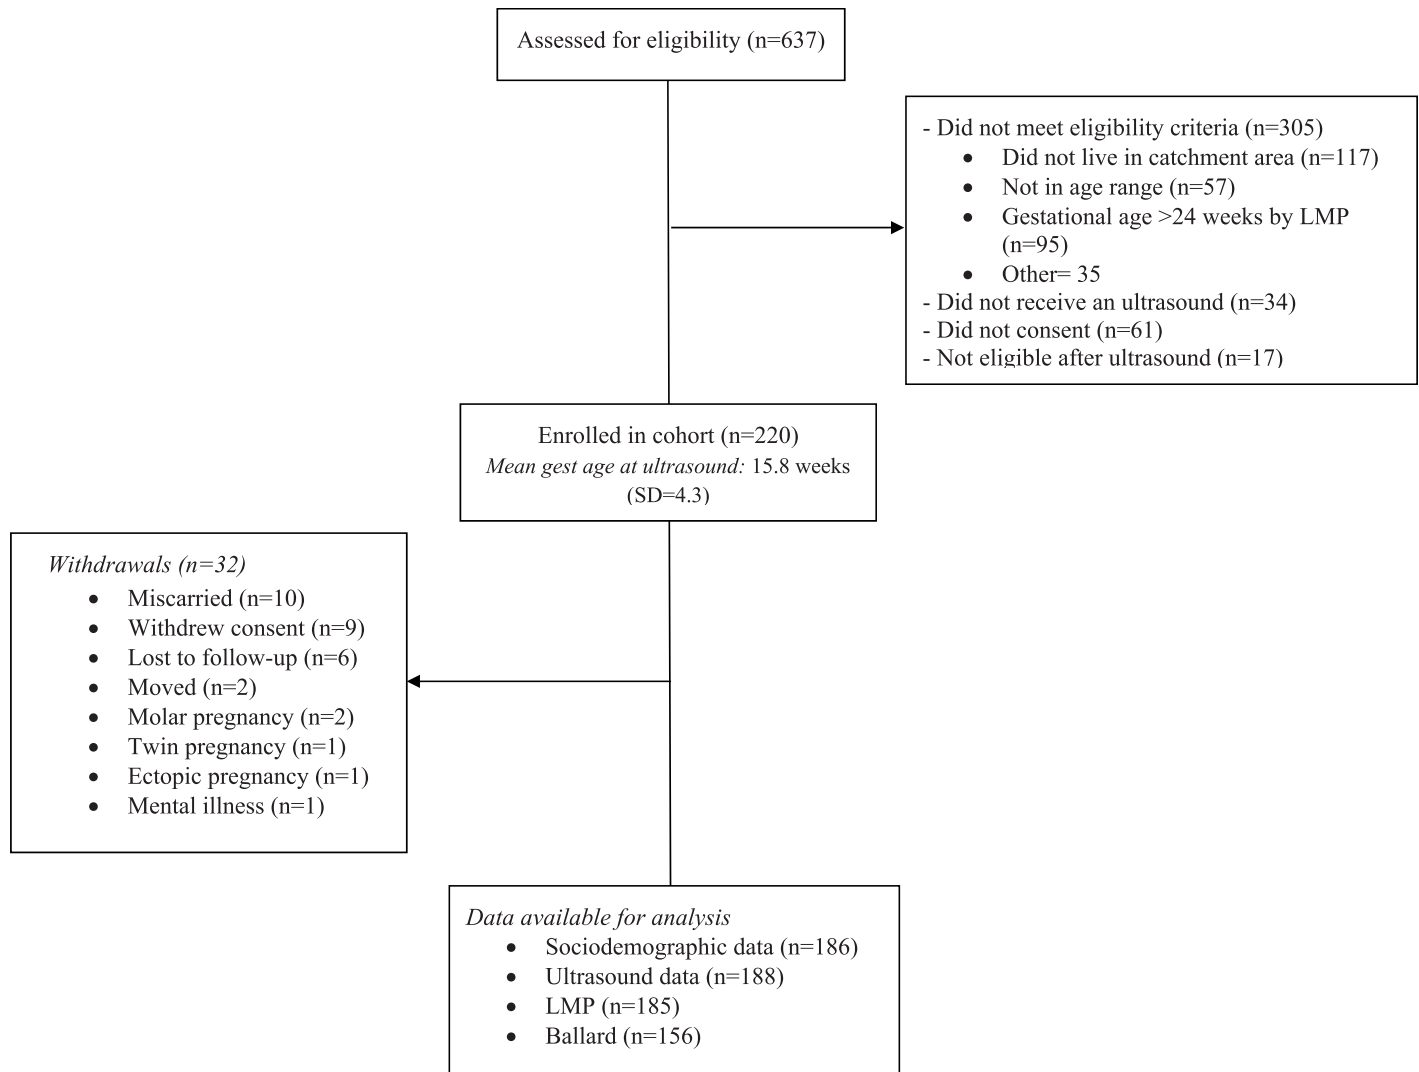 Assessed for eligibility (n=637)
- Did not meet eligibility criteria (n=305)
• Did not live in catchment area (n=117)
• Not in age range (n=57)
• Gestational age >24 weeks by LMP
(n=95)
• Other= 35
- Did not receive an ultrasound (n=34)
- Did not consent (n=61)
- Not eligible after ultrasound (n=17)
Enrolled in cohort (n=220)
Mean gest age at ultrasound: 15.8 weeks
(SD=4.3)
Withdrawals (n=32)
• Miscarried (n=10)
• Withdrew consent (n=9)
• Lost to follow-up (n=6)
• Moved (n=2)
• Molar pregnancy (n=2)
• Twin pregnancy (n=1)
• Ectopic pregnancy (n=1)
• Mental illness (n=1)
Data available for analysis
• Sociodemographic data (n=186)
• Ultrasound data (n=188)
• LMP (n=185)
• Ballard (n=156)